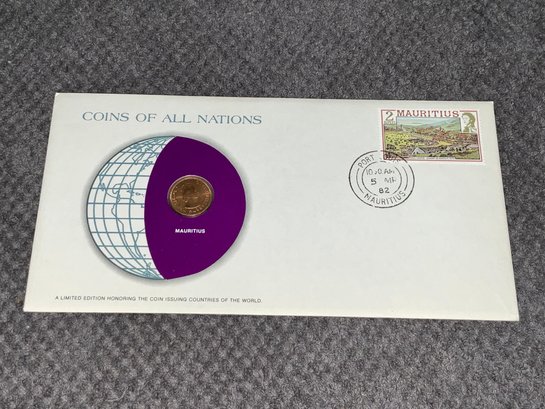 COINS OF ALL NATIONS
2
MAURITIUS
PORT
10 30 AM
5 MR
82
MAURITIUS
MAURITIUS
A LIMITED EDITION HONORING THE COIN ISSUING COUNTRIES OF THE WORLD.